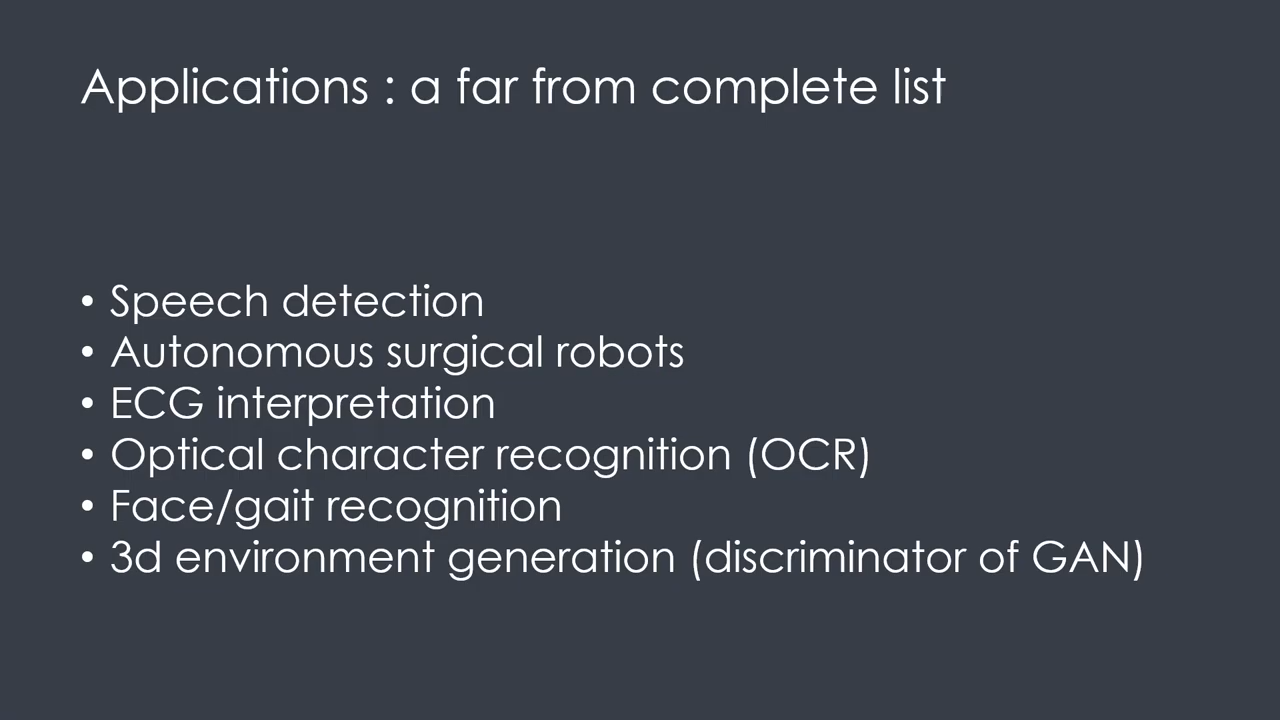 Applications : a far from complete list
• Speech detection
• Autonomous surgical robots
• ECG interpretation
• Optical character recognition (OCR)
• Face/gait recognition
• 3d environment generation (discriminator of GAN)